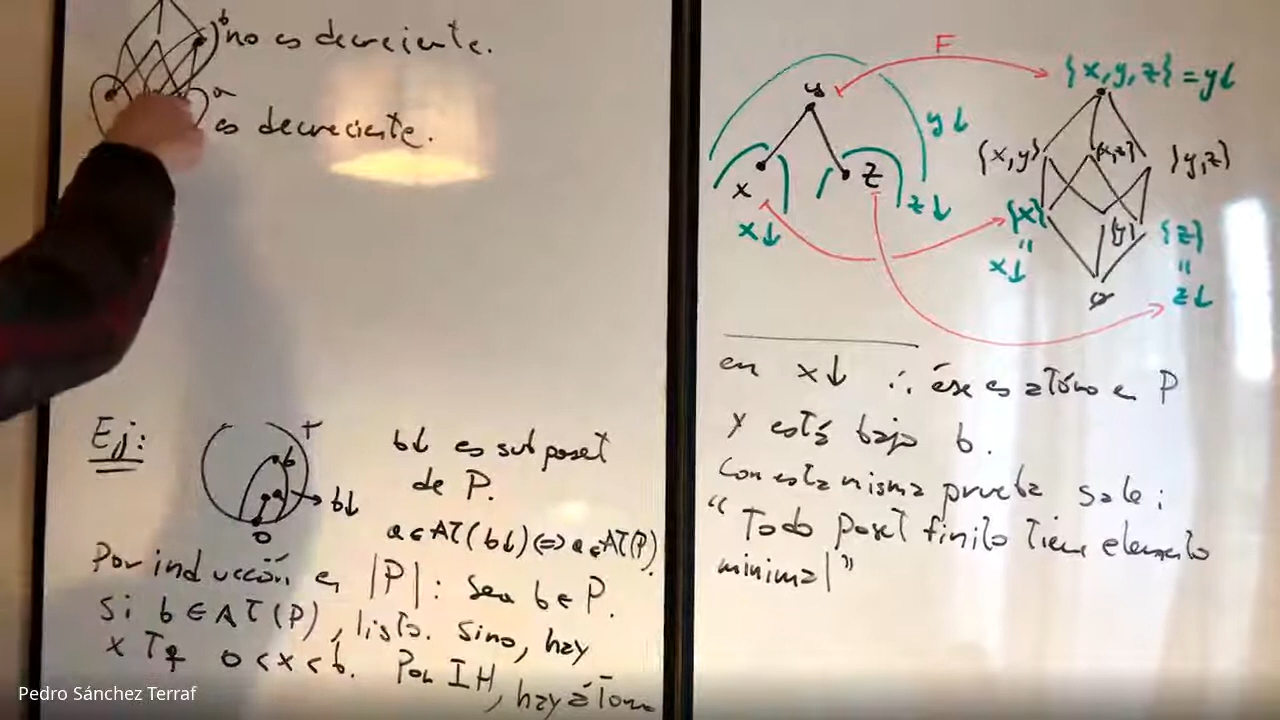 b
no es decreciente.
a
es decreciente.
Ej:
P
b
a
b↓
0
b↓ es subposet
de P.
a ∈ AT(b↓) ⇔ a ∈ AT(P).
Por inducción en |P|: Sea b ∈ P.
Si b ∈ AT(P), listo. Sino, hay
x Tq 0 < x < b. Por IH, hay átomo
F
{x,y,z} = y↓
y
y↓
{x,y}
{x,z}
{y,z}
x
z
z↓
x↓
{x}
{y}
{z}
"
"
x↓
z↓
∅
en x↓ ∴ ése es atómo en P
y está bajo b.
Con esta misma prueba sale:
"Todo poset finito tiene elemento
minimal"
Pedro Sánchez Terraf